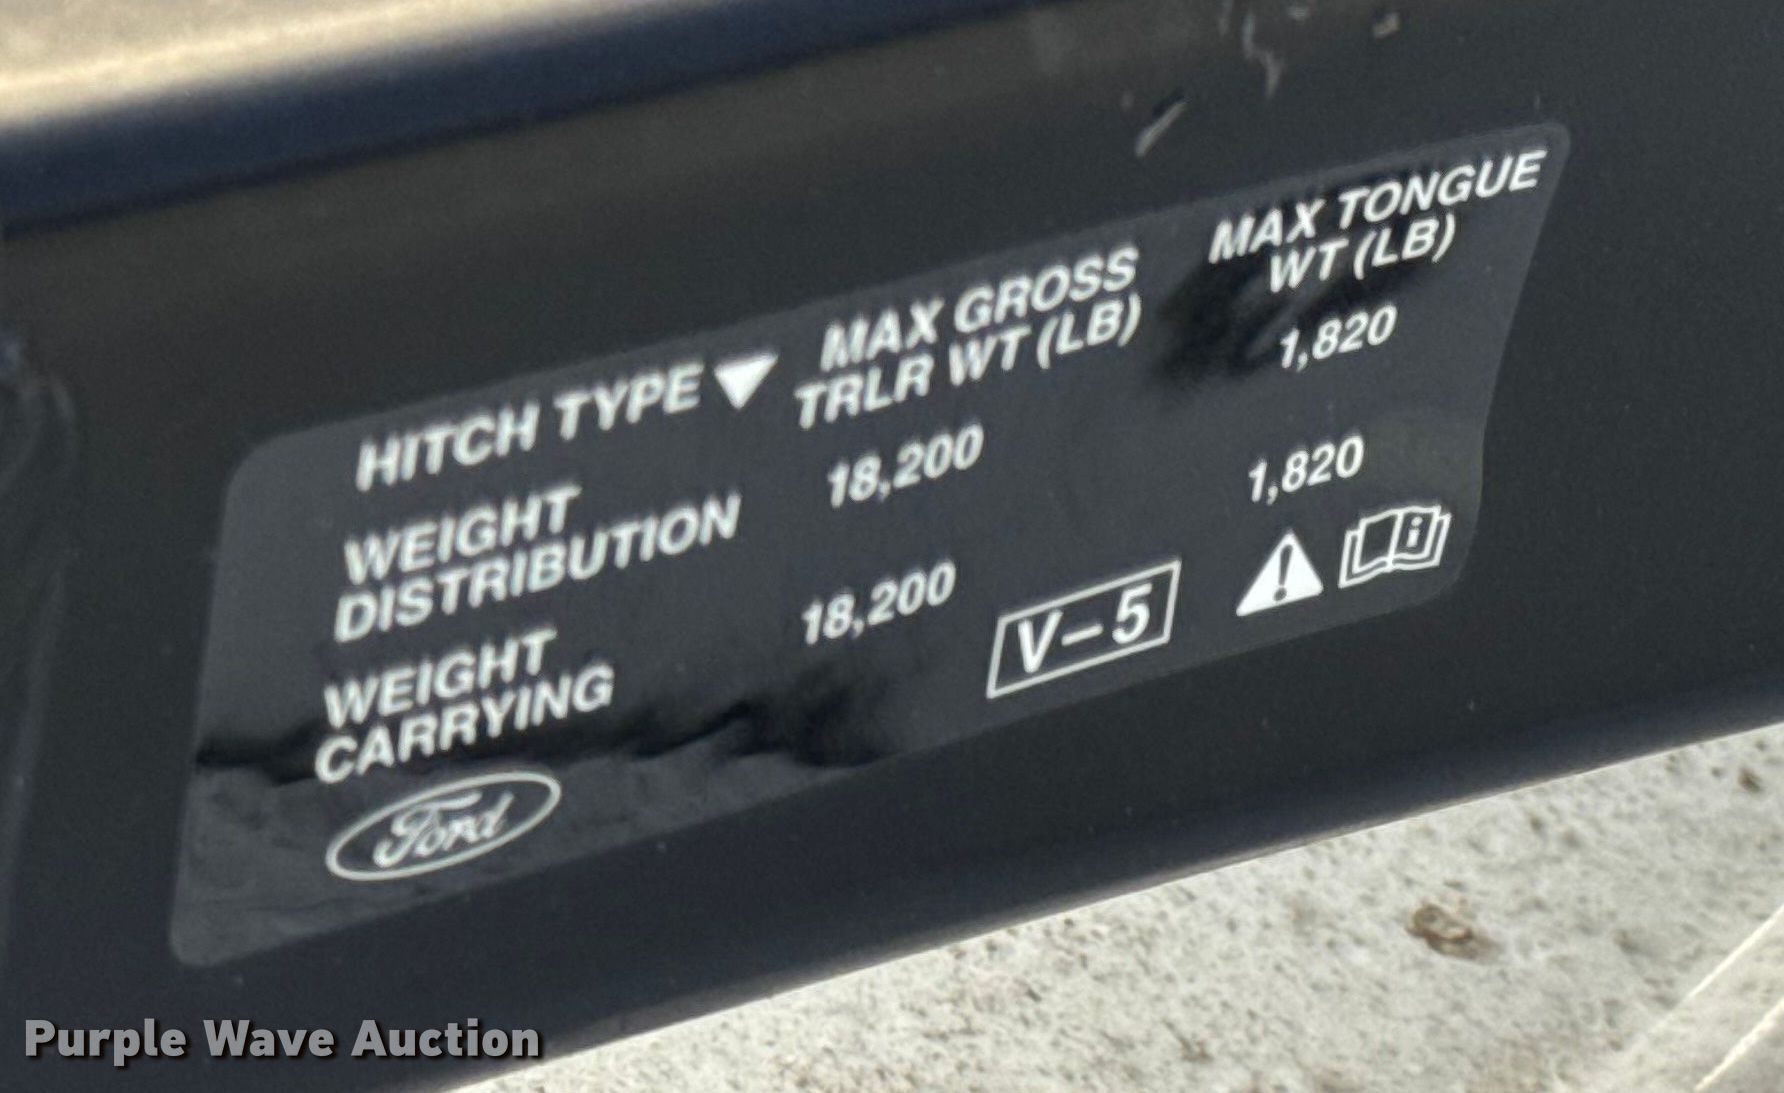 HITCH TYPE MAX GROSS TRLR WT (LB) MAX TONGUE WT (LB)
WEIGHT DISTRIBUTION 18,200 1,820
WEIGHT CARRYING 18,200 1,820
V-5
Ford
Purple Wave Auction